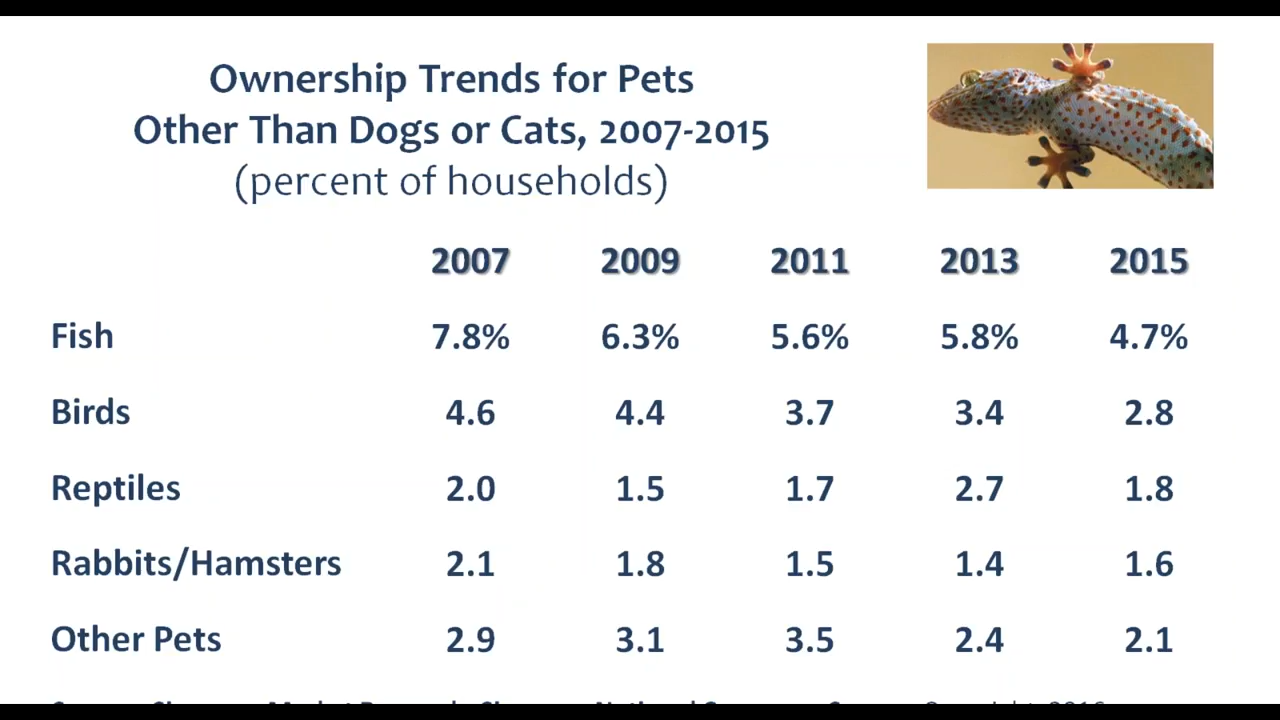 Ownership Trends for Pets
Other Than Dogs or Cats, 2007-2015
(percent of households)
2007 2009 2011 2013 2015
Fish 7.8% 6.3% 5.6% 5.8% 4.7%
Birds 4.6 4.4 3.7 3.4 2.8
Reptiles 2.0 1.5 1.7 2.7 1.8
Rabbits/Hamsters 2.1 1.8 1.5 1.4 1.6
Other Pets 2.9 3.1 3.5 2.4 2.1